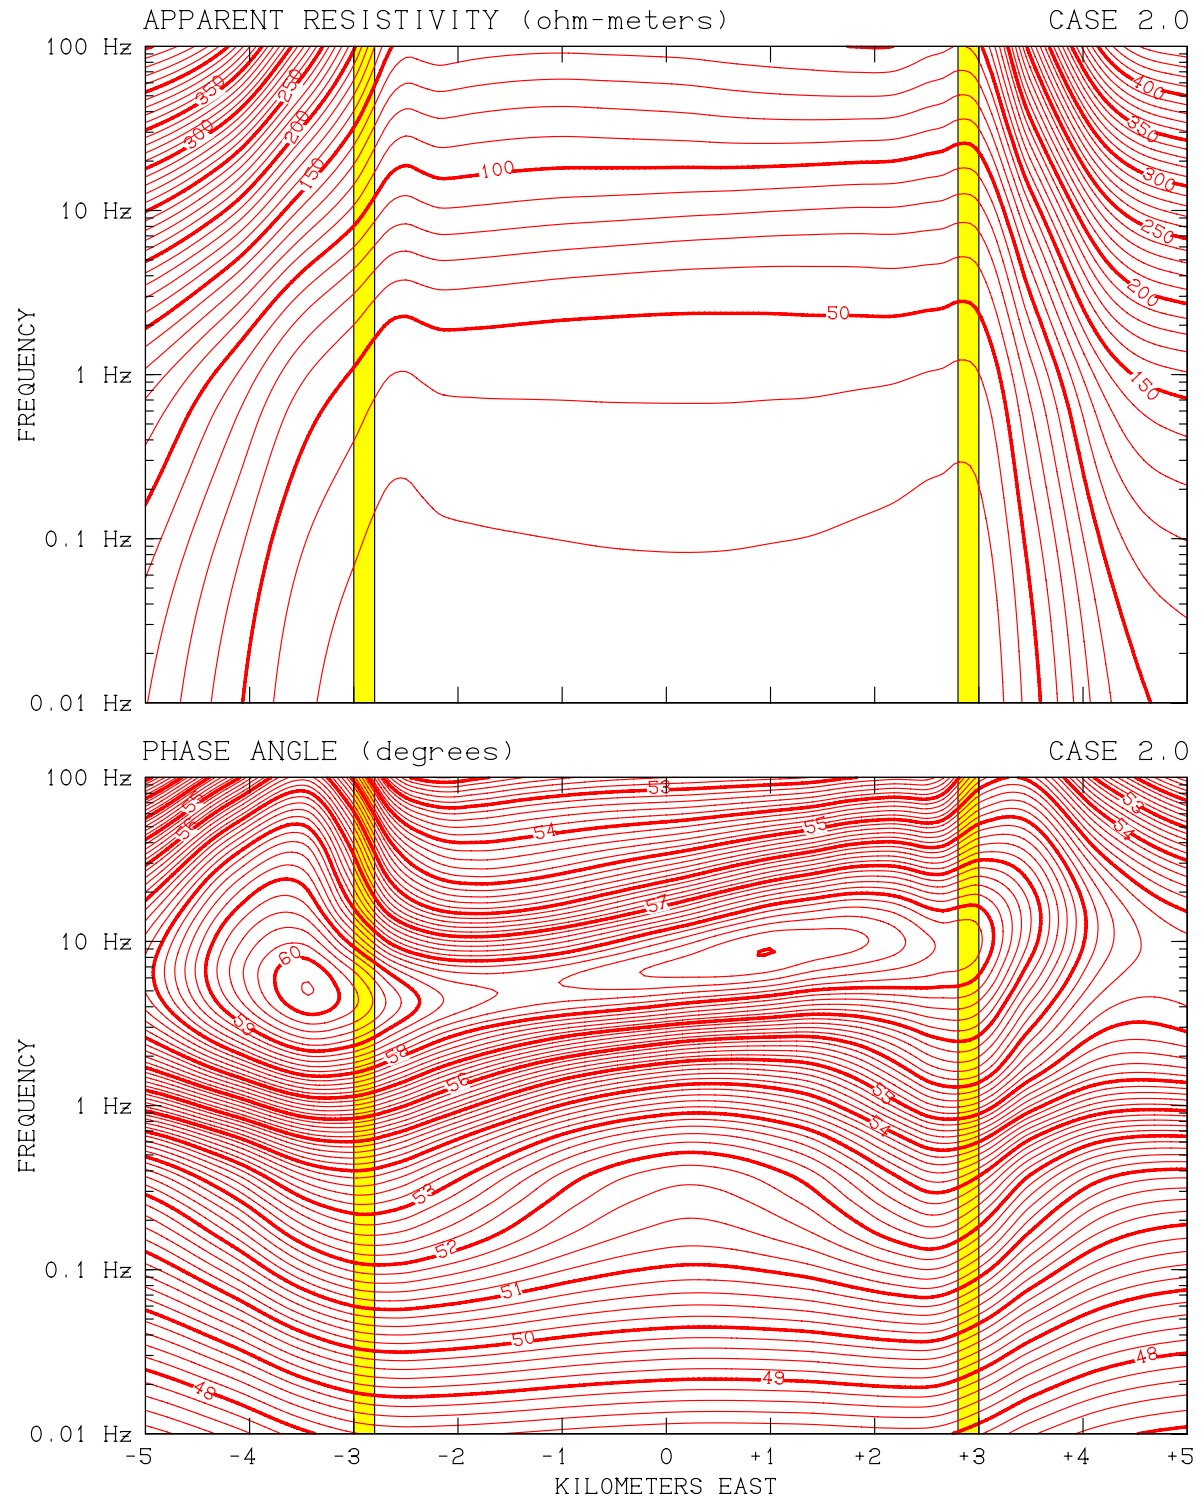 APPARENT RESISTIVITY (ohm-meters) CASE 2.0
100 Hz
10 Hz
1 Hz
0.1 Hz
0.01 Hz
FREQUENCY
350
300
250
200
150
100
50
400
350
300
250
200
150
PHASE ANGLE (degrees) CASE 2.0
100 Hz
10 Hz
1 Hz
0.1 Hz
0.01 Hz
FREQUENCY
53
54
55
57
60
59
58
56
55
54
53
52
51
50
49
48
53
54
48
-5 -4 -3 -2 -1 0 +1 +2 +3 +4 +5
KILOMETERS EAST